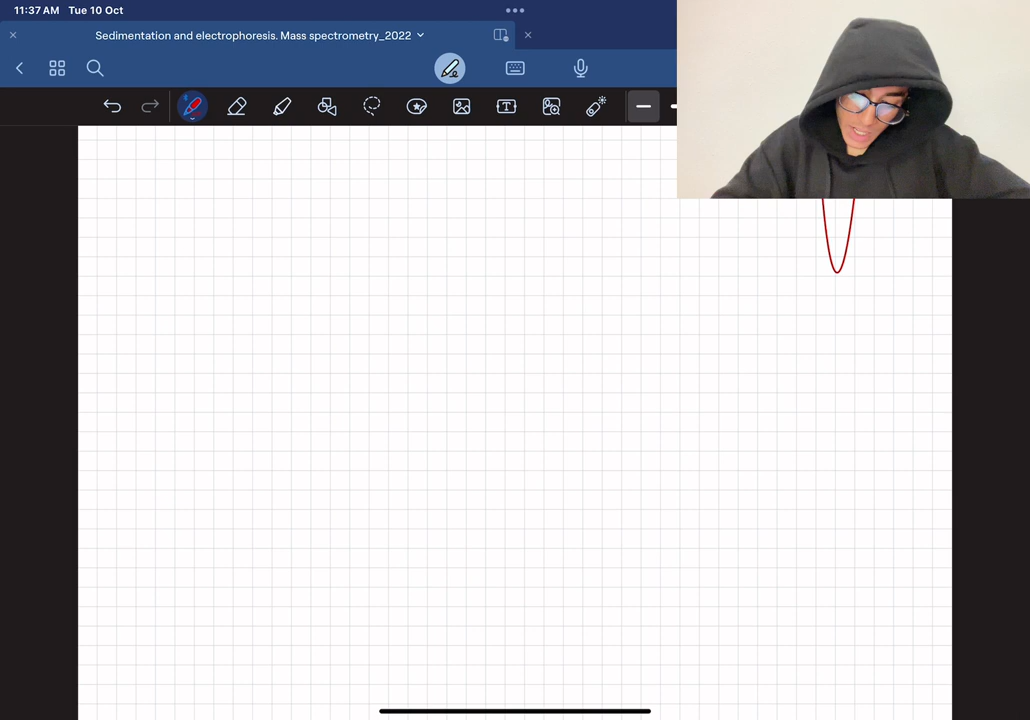 11:37 AM Tue 10 Oct
Sedimentation and electrophoresis. Mass spectrometry_2022